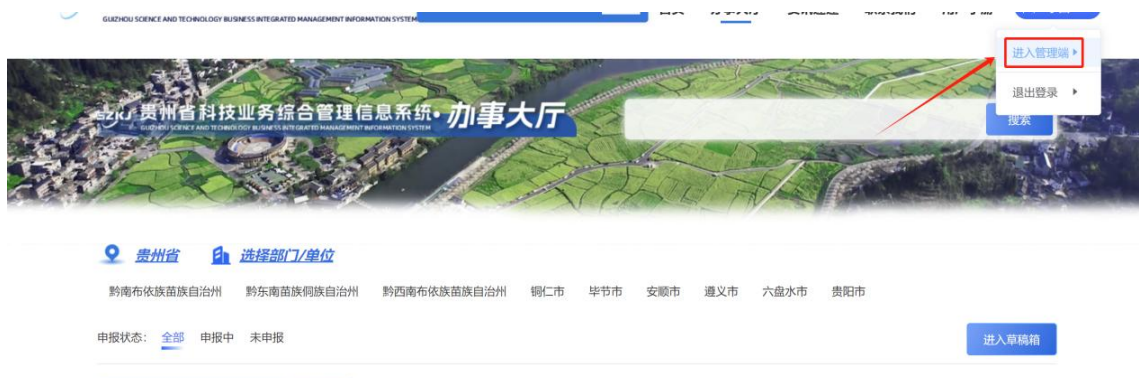 GUIZHOU SCIENCE AND TECHNOLOGY BUSINESS INTEGRATED MANAGEMENT INFORMATION SYSTEM
进入管理端
退出登录
SZKJ 贵州省科技业务综合管理信息系统·办事大厅
GUIZHOU SCIENCE AND TECHNOLOGY BUSINESS INTEGRATED MANAGEMENT INFORMATION SYSTEM
搜索
贵州省 选择部门/单位
黔南布依族苗族自治州 黔东南苗族侗族自治州 黔西南布依族苗族自治州 铜仁市 毕节市 安顺市 遵义市 六盘水市 贵阳市
申报状态: 全部 申报中 未申报 进入草稿箱